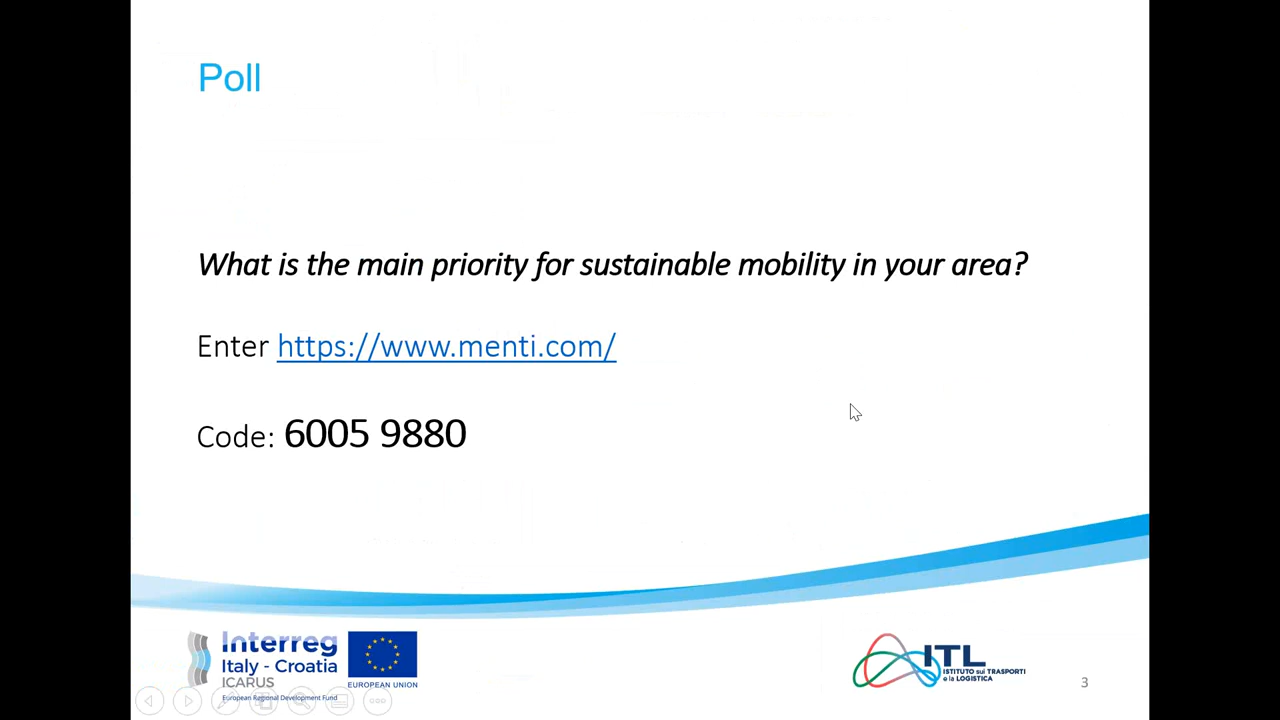 Poll
What is the main priority for sustainable mobility in your area?
Enter https://www.menti.com/
Code: 6005 9880
Interreg
Italy - Croatia
ICARUS
European Regional Development Fund
EUROPEAN UNION
ITL
ISTITUTO sui TRASPORTI
e la LOGISTICA
3